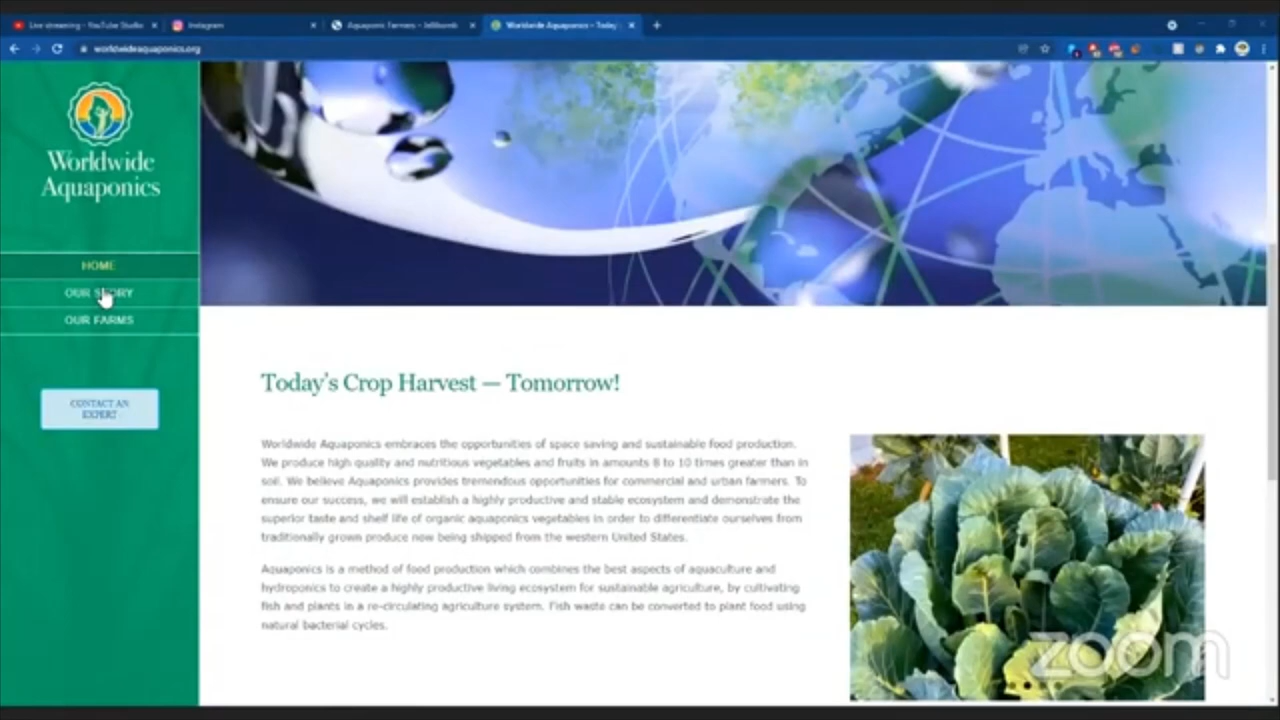 Live streaming - YouTube Studio
Instagram
Aquaponic Farmers - Jellibomb
Worldwide Aquaponics - Today
worldwideaquaponics.org
Worldwide
Aquaponics
HOME
OUR STORY
OUR FARMS
CONTACT AN
EXPERT
Today's Crop Harvest — Tomorrow!
Worldwide Aquaponics embraces the opportunities of space saving and sustainable food production.
We produce high quality and nutritious vegetables and fruits in amounts 8 to 10 times greater than in
soil. We believe Aquaponics provides tremendous opportunities for commercial and urban farmers. To
ensure our success, we will establish a highly productive and stable ecosystem and demonstrate the
superior taste and shelf life of organic aquaponics vegetables in order to differentiate ourselves from
traditionally grown produce now being shipped from the western United States.
Aquaponics is a method of food production which combines the best aspects of aquaculture and
hydroponics to create a highly productive living ecosystem for sustainable agriculture, by cultivating
fish and plants in a re-circulating agriculture system. Fish waste can be converted to plant food using
natural bacterial cycles.
zoom